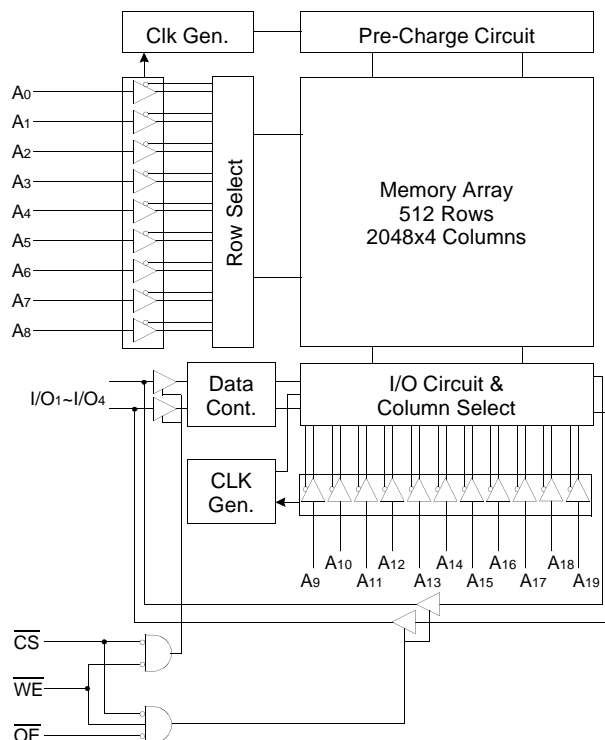 Clk Gen.
Pre-Charge Circuit
A0
A1
A2
A3
A4
A5
A6
A7
A8
Row Select
Memory Array
512 Rows
2048x4 Columns
I/O1~I/O4
Data
Cont.
I/O Circuit &
Column Select
CLK
Gen.
A9
A10
A11
A12
A13
A14
A15
A16
A17
A18
A19
CS
WE
OE